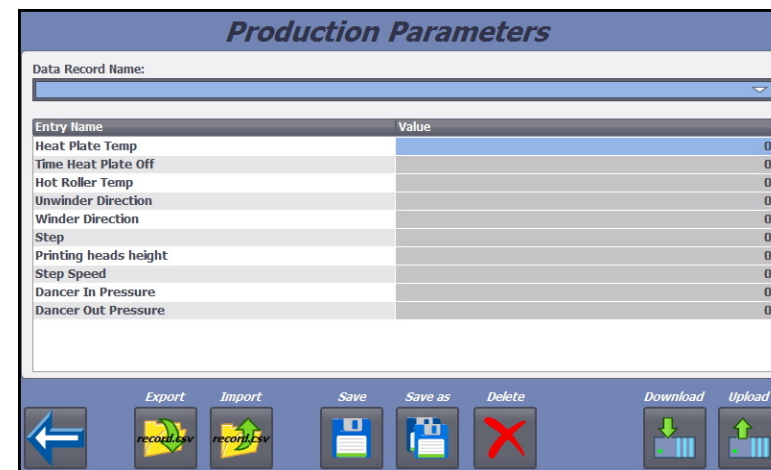 Production Parameters
Data Record Name:
Entry Name Value
Heat Plate Temp 0
Time Heat Plate Off 0
Hot Roller Temp 0
Unwinder Direction 0
Winder Direction 0
Step 0
Printing heads height 0
Step Speed 0
Dancer In Pressure 0
Dancer Out Pressure 0
Export Import Save Save as Delete Download Upload
record.csv record.csv